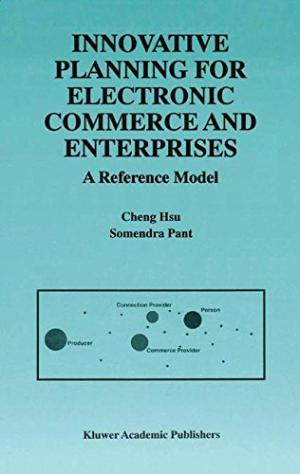 INNOVATIVE
PLANNING FOR
ELECTRONIC
COMMERCE AND
ENTERPRISES
A Reference Model
Cheng Hsu
Somendra Pant
Connection Provider
Person
Producer
Commerce Provider
Kluwer Academic Publishers